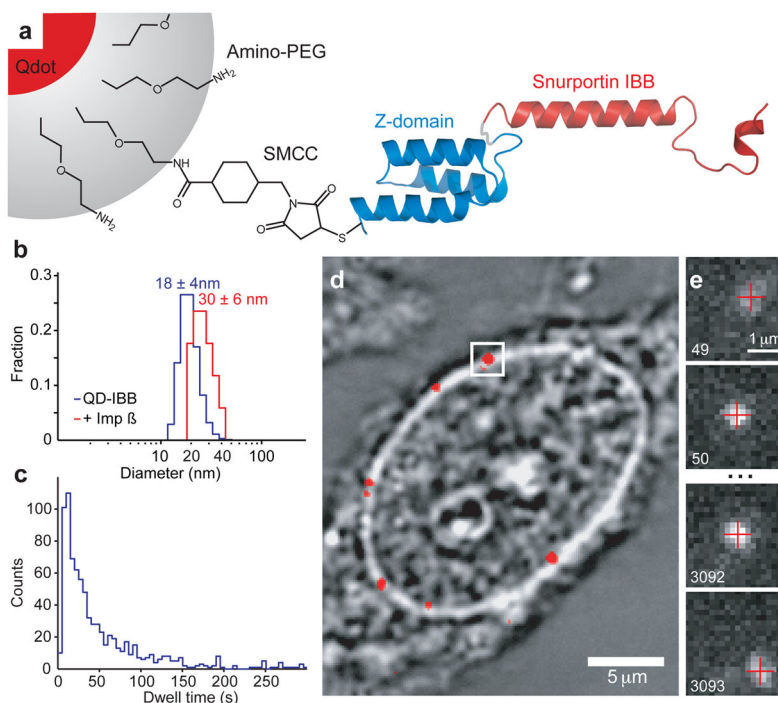 a
Qdot
Amino-PEG
O
O
NH₂
O
NH
O
O
NH₂
SMCC
O
N
O
S
Z-domain
Snurportin IBB
b
0.3
0.2
0.1
0
Fraction
18 ± 4nm
30 ± 6 nm
QD-IBB
+ Imp ß
10
20
40
100
Diameter (nm)
c
100
80
60
40
20
0
Counts
0
50
100
150
200
250
Dwell time (s)
d
5 µm
e
49
1 µm
50
...
3092
3093